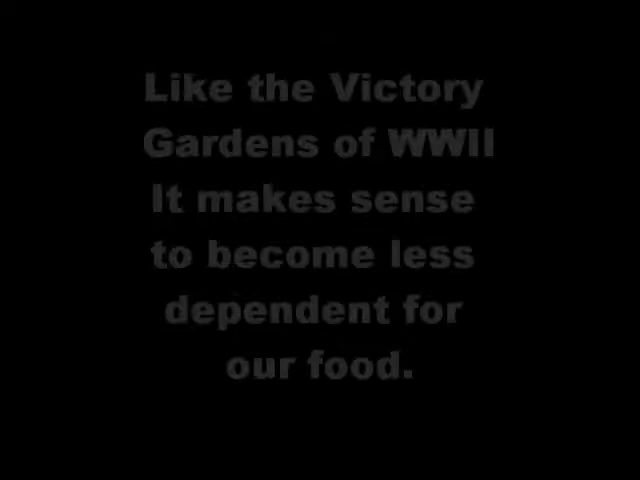 Like the Victory
Gardens of WWII
It makes sense
to become less
dependent for
our food.